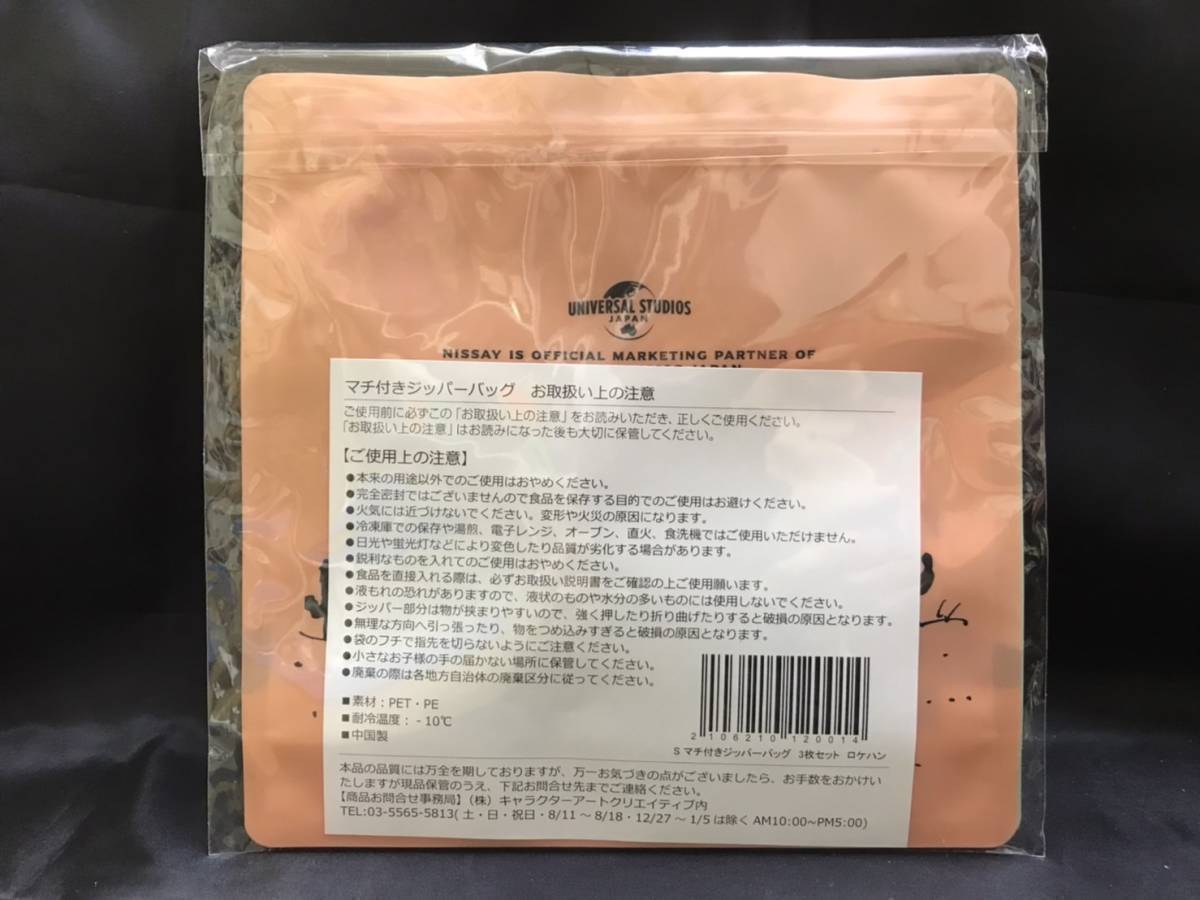 UNIVERSAL STUDIOS
JAPAN
NISSAY IS OFFICIAL MARKETING PARTNER OF
JAPAN
マチ付きジッパーバッグ　お取扱い上の注意
ご使用前に必ずこの「お取扱い上の注意」をお読みいただき、正しくご使用ください。
「お取扱い上の注意」はお読みになった後も大切に保管してください。
【ご使用上の注意】
●本来の用途以外でのご使用はおやめください。
●完全密封ではございませんので食品を保存する目的でのご使用はお避けください。
●火気には近づけないでください。変形や火災の原因になります。
●冷凍庫での保存や湯煎、電子レンジ、オーブン、直火、食洗機ではご使用いただけません。
●日光や蛍光灯などにより変色したり品質が劣化する場合があります。
●鋭利なものを入れてのご使用はおやめください。
●食品を直接入れる際は、必ずお取扱い説明書をご確認の上ご使用願います。
●液もれの恐れがありますので、液状のものや水分の多いものには使用しないでください。
●ジッパー部分は物が挟まりやすいので、強く押したり折り曲げたりすると破損の原因となります。
●無理な方向へ引っ張ったり、物をつめ込みすぎると破損の原因となります。
●袋のフチで指先を切らないようにご注意ください。
●小さなお子様の手の届かない場所に保管してください。
●廃棄の際は各地方自治体の廃棄区分に従ってください。
■素材：PET・PE
■耐冷温度：－10℃
■中国製
2 106210 120014
S マチ付きジッパーバッグ 3枚セット ロケハン
本品の品質には万全を期しておりますが、万一お気づきの点がございましたら、お手数をおかけい
たしますが現品保管のうえ、下記お問合せ先までご連絡ください。
【商品お問合せ事務局】（株）キャラクターアートクリエイティブ内
TEL:03-5565-5813(土・日・祝日・8/11～8/18・12/27～1/5は除く AM10:00~PM5:00)